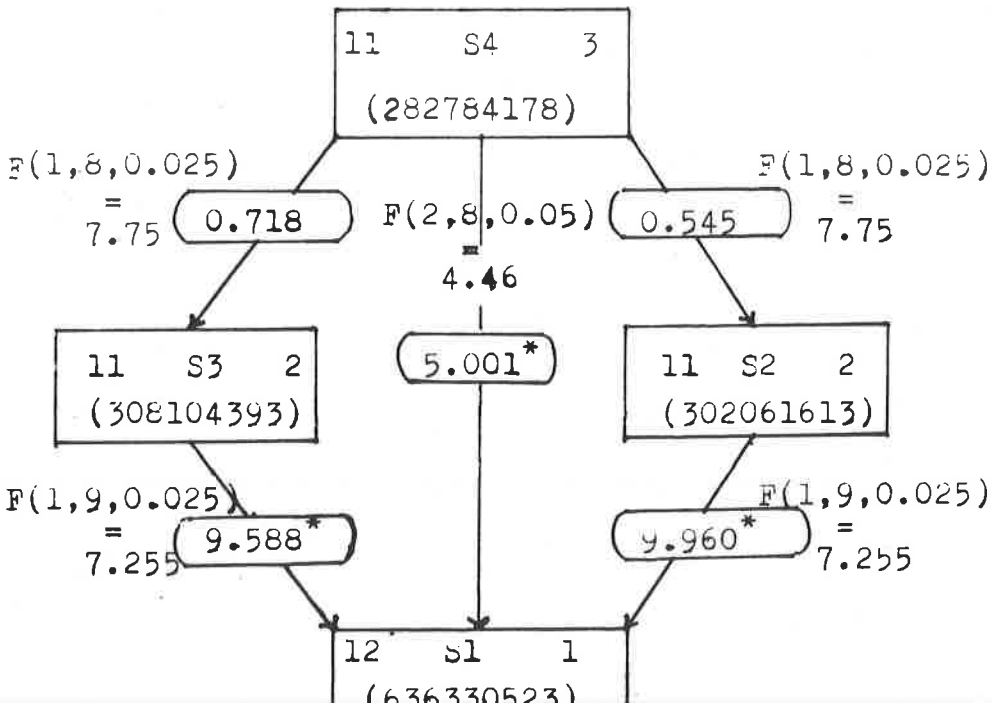 11 S4 3
(282784178)
F(1,8,0.025)
=
7.75
0.718
F(2,8,0.05)
=
4.46
0.545
F(1,8,0.025)
=
7.75
11 S3 2
(308104393)
5.001*
11 S2 2
(302061613)
F(1,9,0.025)
=
7.255
9.588*
9.960*
F(1,9,0.025)
=
7.255
12 S1 1
(636330523)